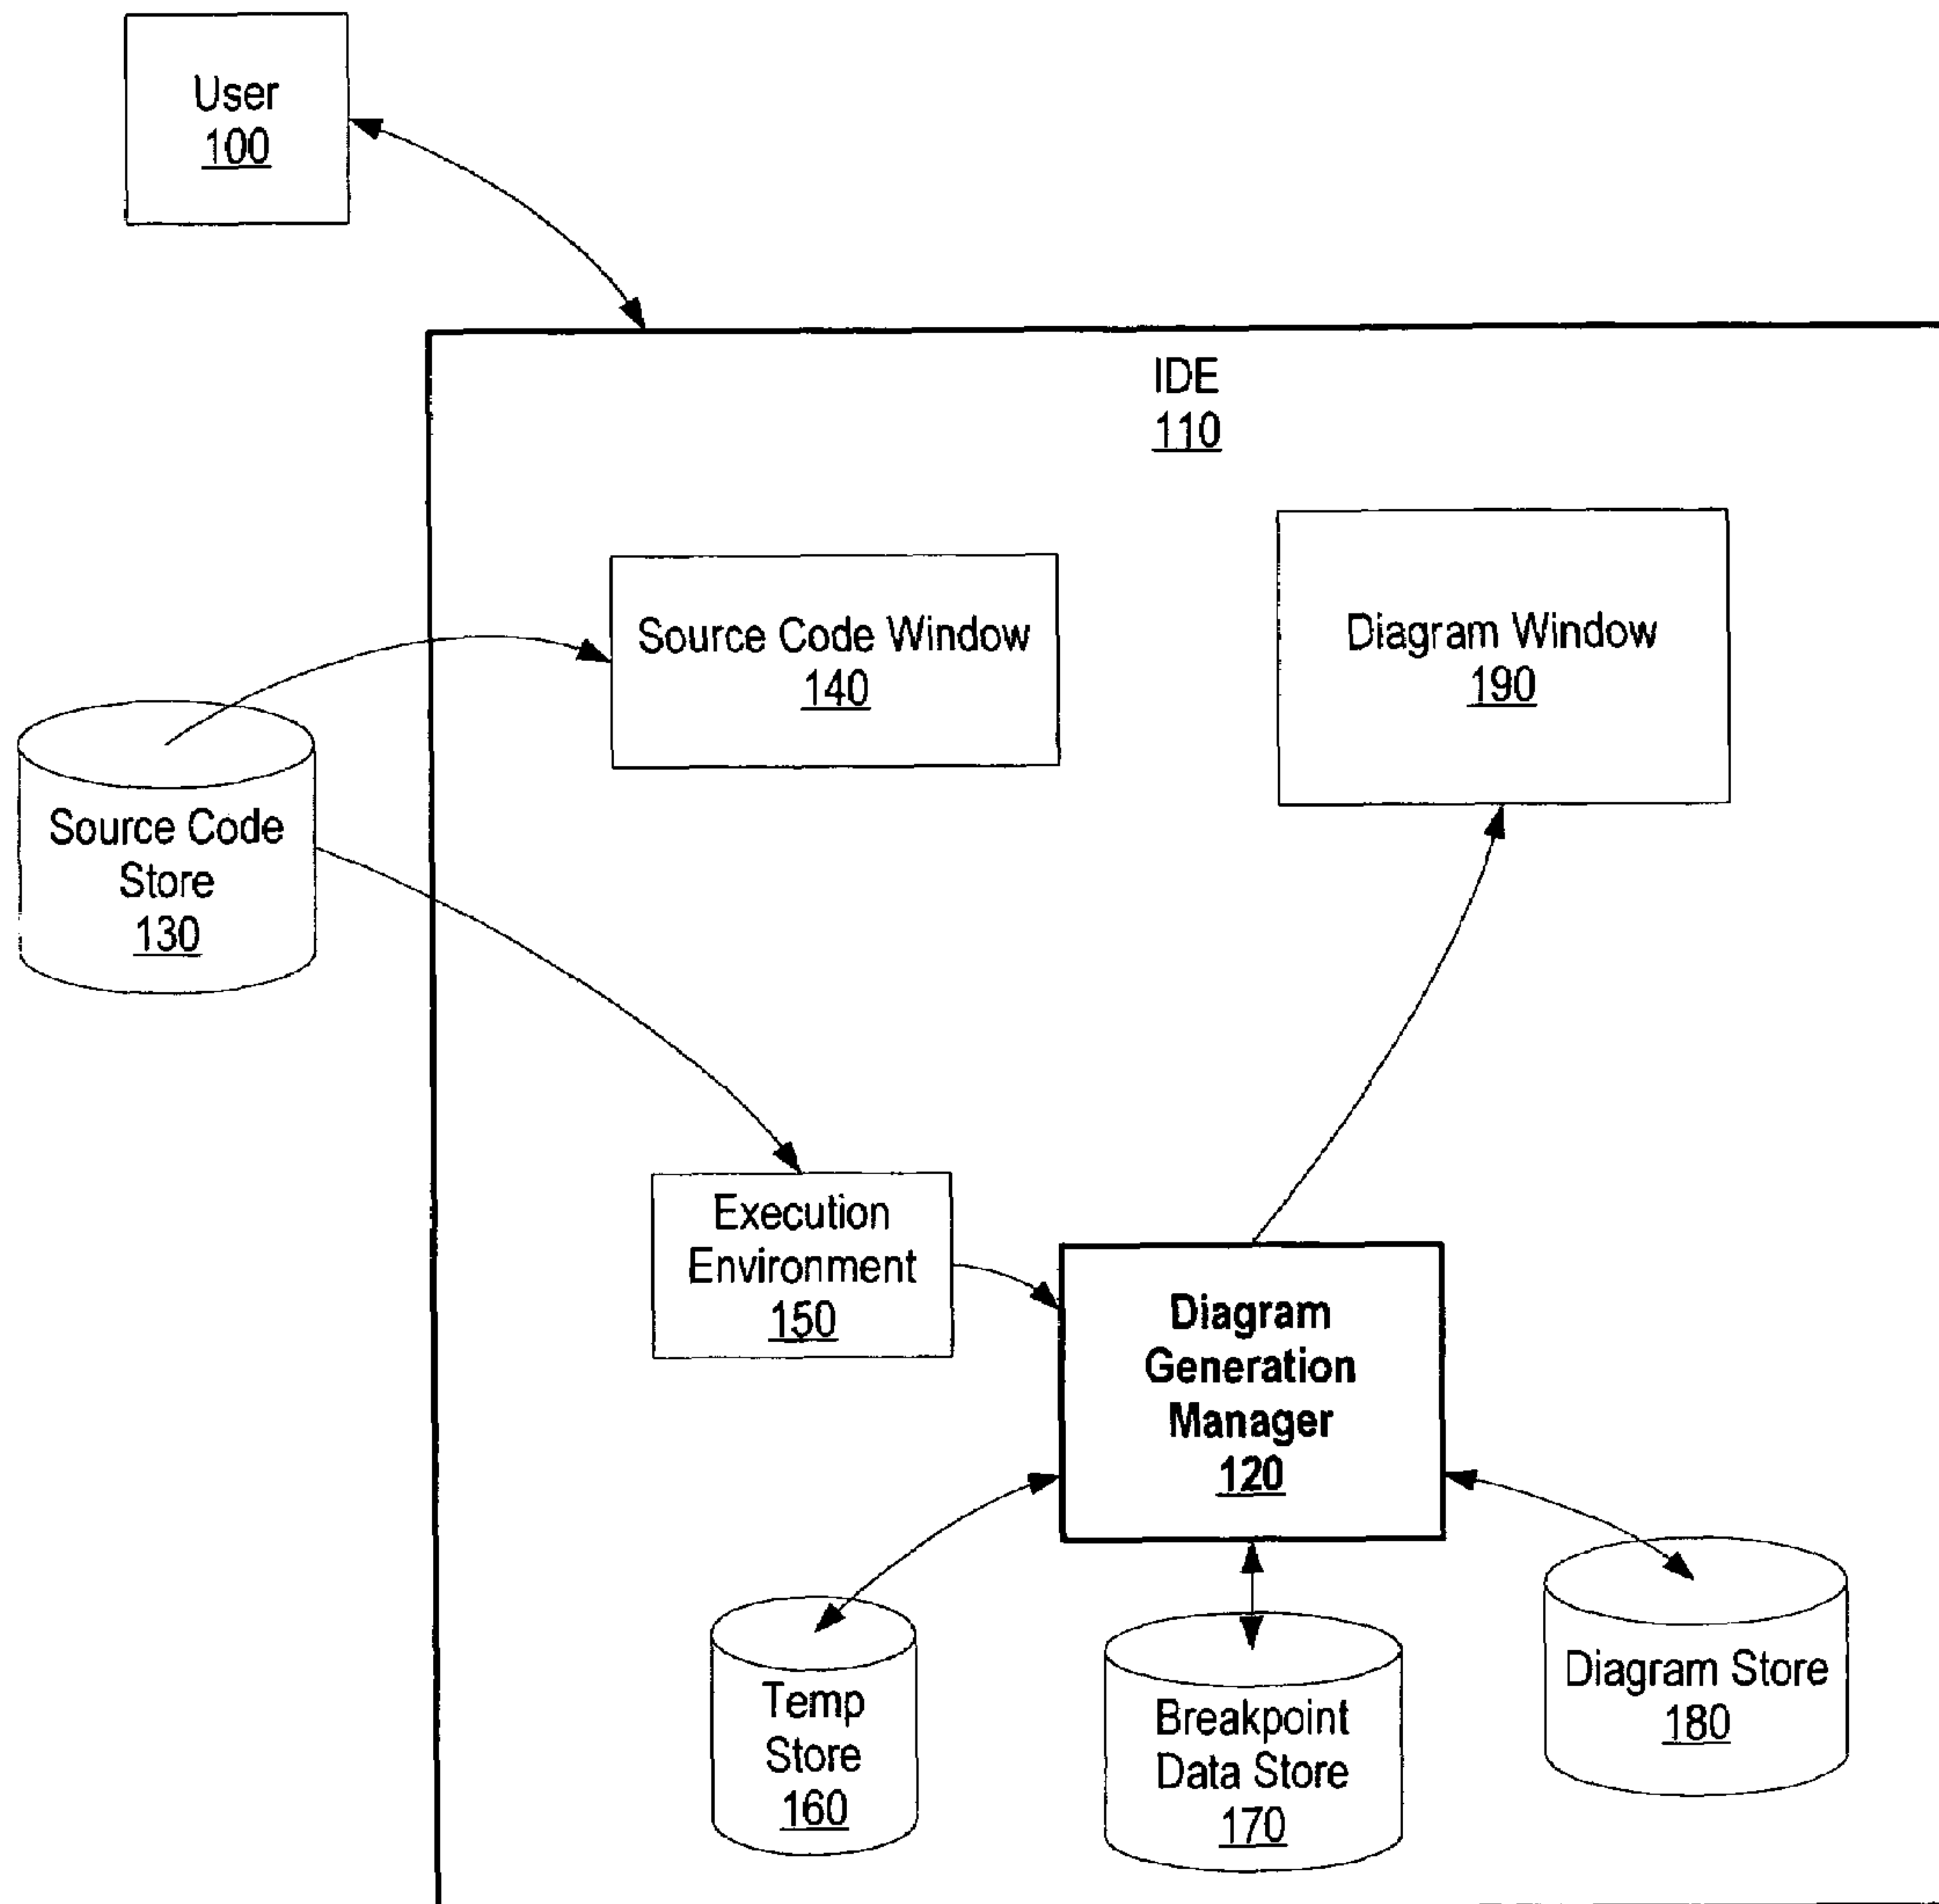 User
100
IDE
110
Source Code Window
140
Diagram Window
190
Source Code
Store
130
Execution
Environment
150
Diagram
Generation
Manager
120
Temp
Store
160
Breakpoint
Data Store
170
Diagram Store
180